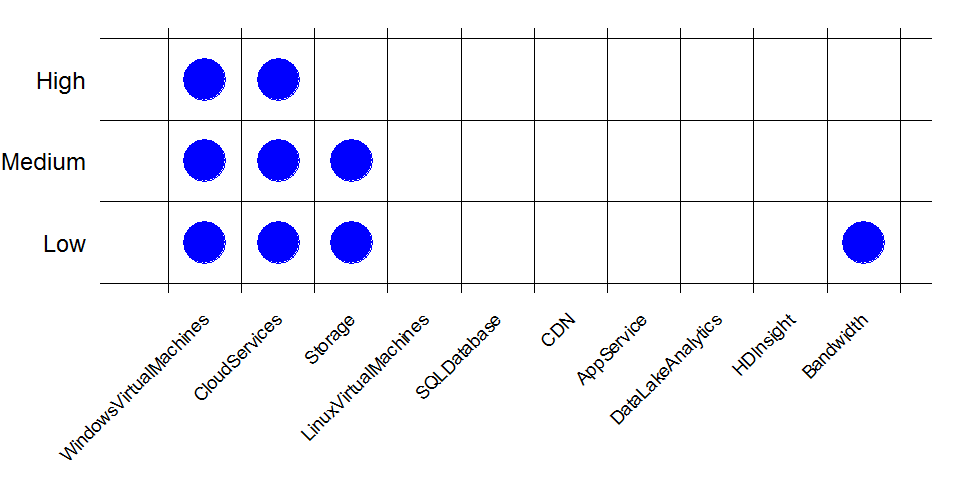 High
Medium
Low
WindowsVirtualMachines
CloudServices
Storage
LinuxVirtualMachines
SQLDatabase
CDN
AppService
DataLakeAnalytics
HDInsight
Bandwidth